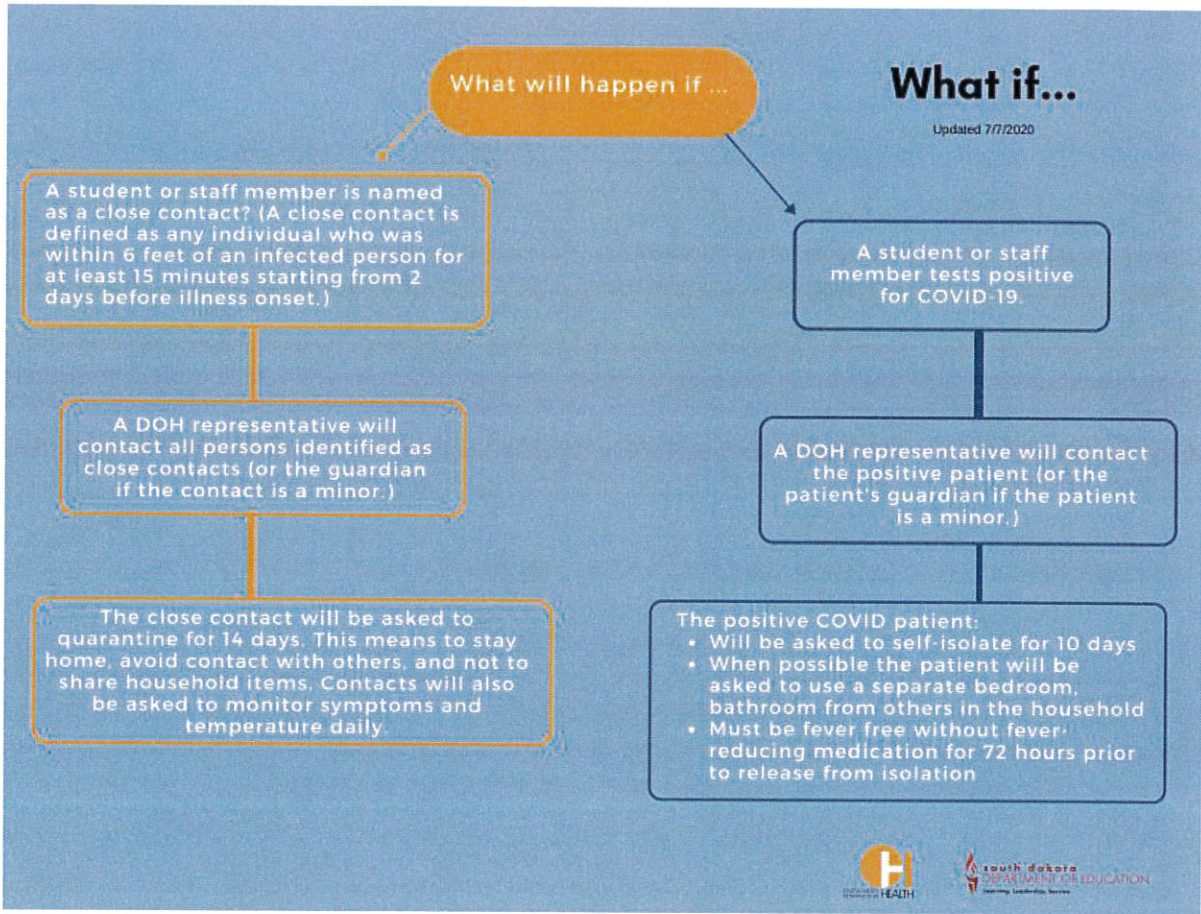 What will happen if ...
What if...
Updated 7/7/2020
A student or staff member is named
as a close contact? (A close contact is
defined as any individual who was
within 6 feet of an infected person for
at least 15 minutes starting from 2
days before illness onset.)
A DOH representative will
contact all persons identified as
close contacts (or the guardian
if the contact is a minor.)
The close contact will be asked to
quarantine for 14 days. This means to stay
home, avoid contact with others, and not to
share household items. Contacts will also
be asked to monitor symptoms and
temperature daily.
A student or staff
member tests positive
for COVID-19.
A DOH representative will contact
the positive patient (or the
patient's guardian if the patient
is a minor.)
The positive COVID patient:
• Will be asked to self-isolate for 10 days
• When possible the patient will be
asked to use a separate bedroom,
bathroom from others in the household
• Must be fever free without fever-
reducing medication for 72 hours prior
to release from isolation
HEALTH
south dakota
DEPARTMENT OF EDUCATION
Learning. Leadership. Service.